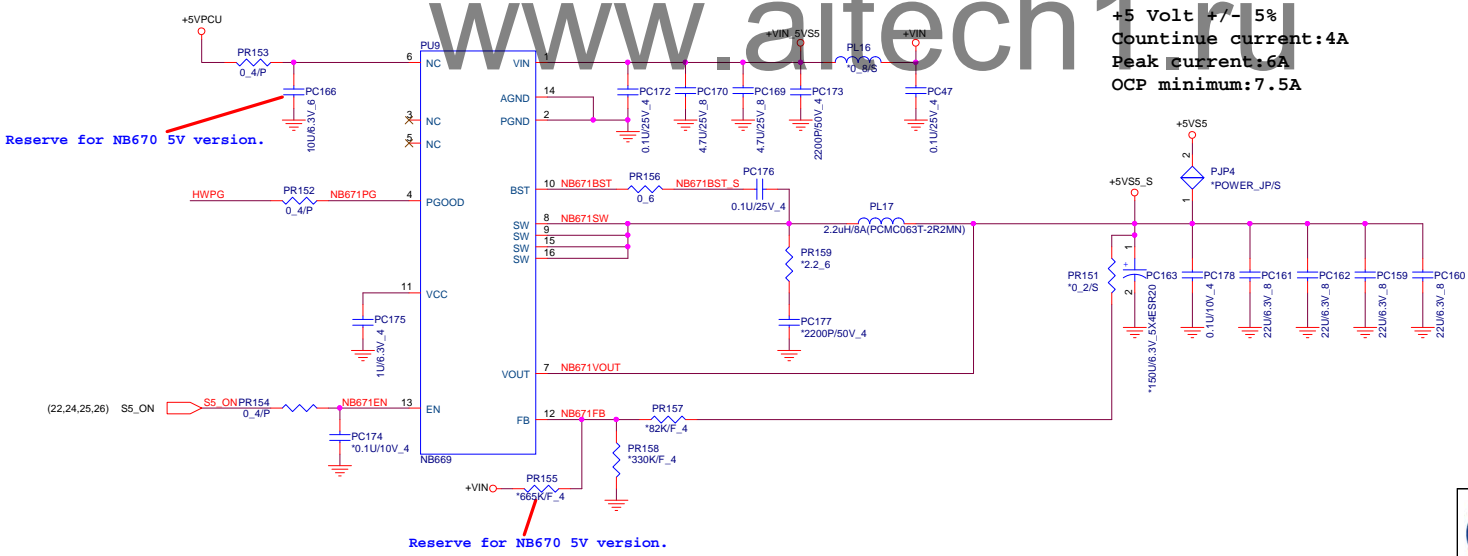 www.aitech1.ru
+5 Volt +/- 5%
Countinue current:4A
Peak current:6A
OCP minimum:7.5A
+5VPCU
PR153
0_4/P
PC166
10U/6.3V_6
Reserve for NB670 5V version.
HWPG
PR152
0_4/P
NB671PG
PC175
1U/6.3V_4
(22,24,25,26)
S5_ON
S5_ON
PR154
0_4/P
NB671EN
PC174
*0.1U/10V_4
PU9
6
NC
3
NC
5
NC
4
PGOOD
11
VCC
13
EN
NB669
VIN
1
AGND
14
PGND
2
BST
10
NB671BST
SW
8
NB671SW
SW
9
SW
15
SW
16
VOUT
7
NB671VOUT
FB
12
NB671FB
+VIN_5VS5
PL16
*0_8/S
+VIN
PC172
0.1U/25V_4
PC170
4.7U/25V_8
PC169
4.7U/25V_8
PC173
2200P/50V_4
PC47
0.1U/25V_4
PR156
0_6
NB671BST_S
PC176
0.1U/25V_4
PL17
2.2uH/8A(PCMC063T-2R2MN)
PR159
*2.2_6
PC177
*2200P/50V_4
+5VS5
2
PJP4
*POWER_JP/S
1
+5VS5_S
PR151
*0_2/S
1
+
PC163
2
*150U/6.3V_5X4ESR20
PC178
0.1U/10V_4
PC161
22U/6.3V_8
PC162
22U/6.3V_8
PC159
22U/6.3V_8
PC160
22U/6.3V_8
PR157
*82K/F_4
PR158
*330K/F_4
+VIN
PR155
*665K/F_4
Reserve for NB670 5V version.